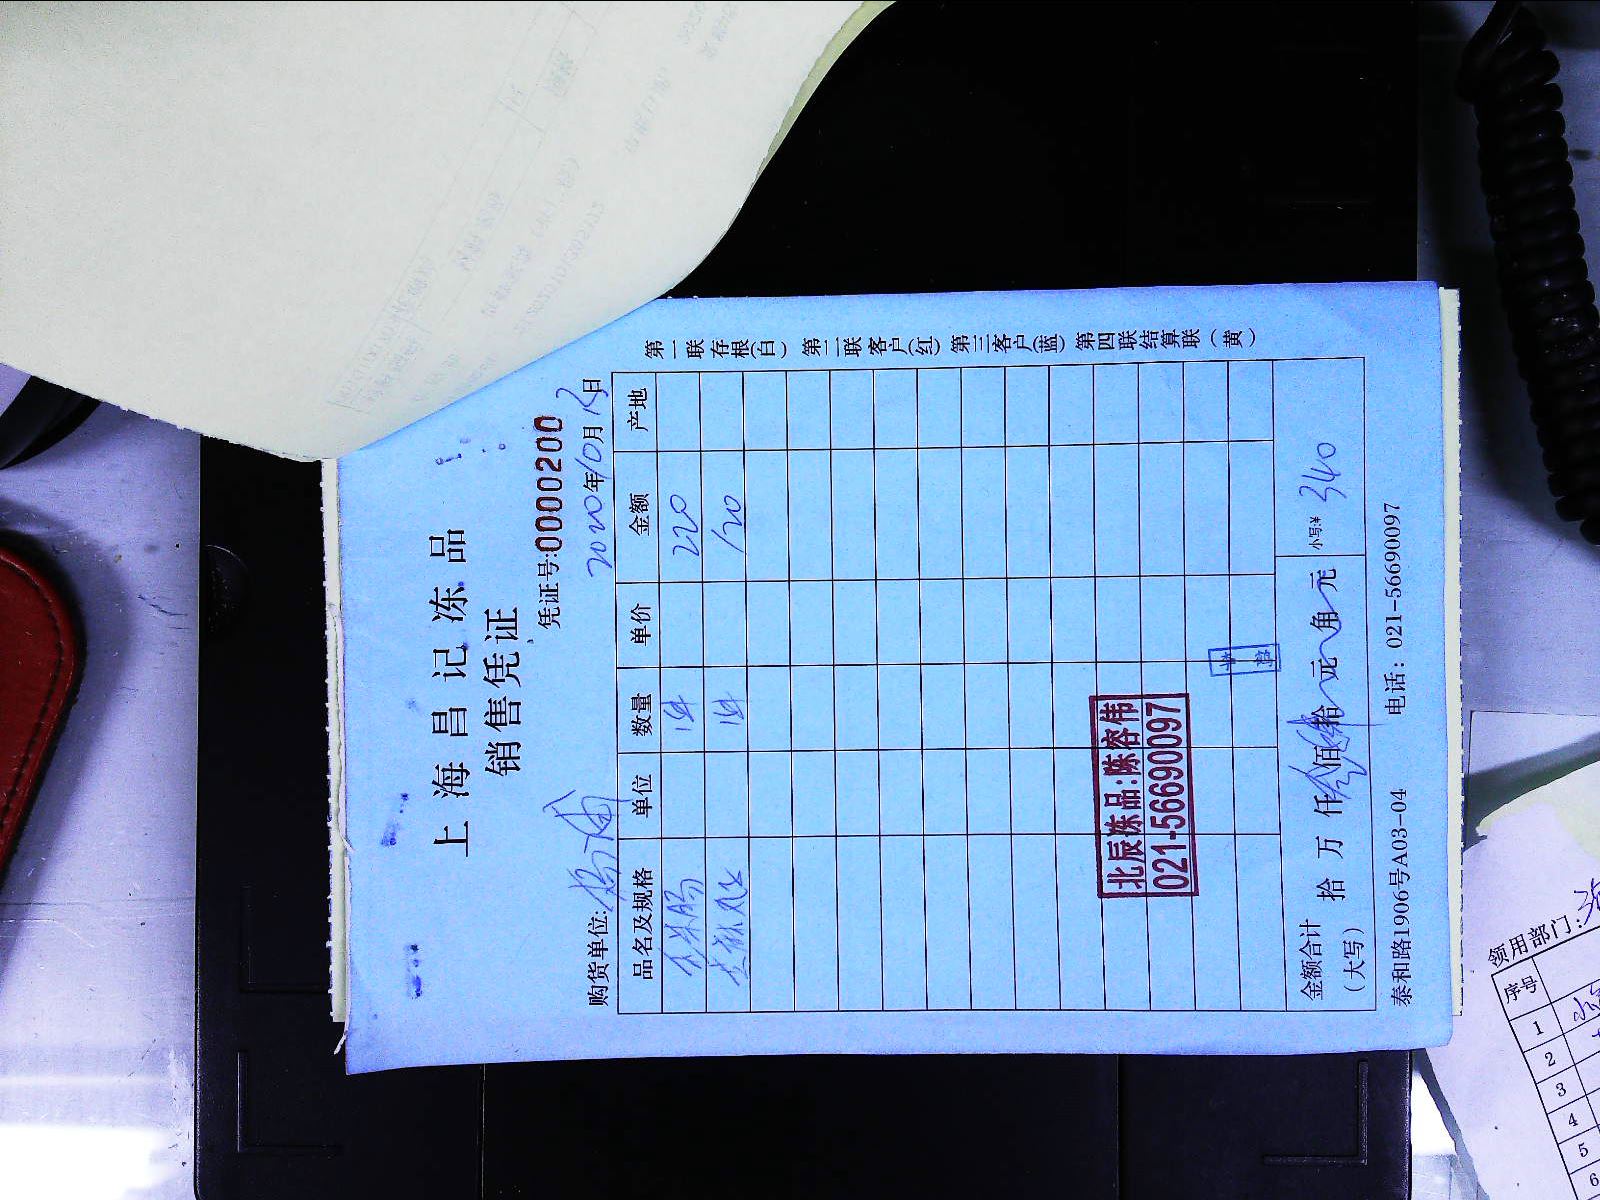 上海昌记冻品
销售凭证
凭证号:0000200
2020年10月13日
购货单位:杨浦
品名及规格 单位 数量 单价 金额 产地
1件 220
1件 120
北辰冻品:陈容伟
021-56690097
金额合计
(大写)
拾 万 仟 佰 拾 元 角 元
小写:¥ 340
泰和路1906号A03-04 电话: 021-56690097
第一联存根(白) 第二联客户(红) 第三客户(蓝) 第四联结算联(黄)
领用部门:
序号
1
2
3
4
5
6